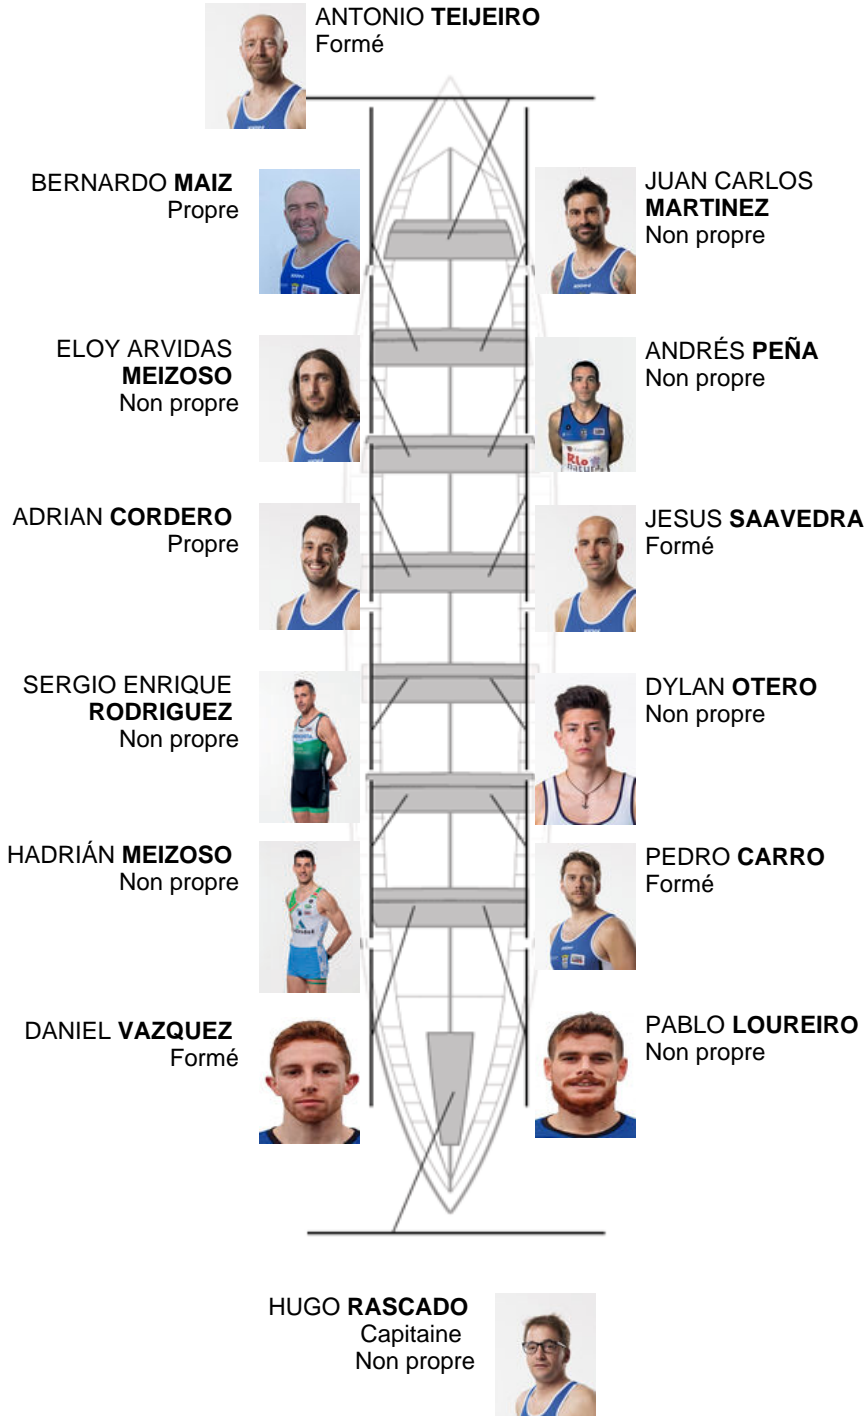 ANTONIO TEIJEIRO
Formé
BERNARDO MAIZ
Propre
JUAN CARLOS
MARTINEZ
Non propre
ELOY ARVIDAS
MEIZOSO
Non propre
ANDRÉS PEÑA
Non propre
Río
natura
ADRIAN CORDERO
Propre
JESUS SAAVEDRA
Formé
SERGIO ENRIQUE
RODRIGUEZ
Non propre
DYLAN OTERO
Non propre
HADRIÁN MEIZOSO
Non propre
PEDRO CARRO
Formé
DANIEL VAZQUEZ
Formé
PABLO LOUREIRO
Non propre
HUGO RASCADO
Capitaine
Non propre